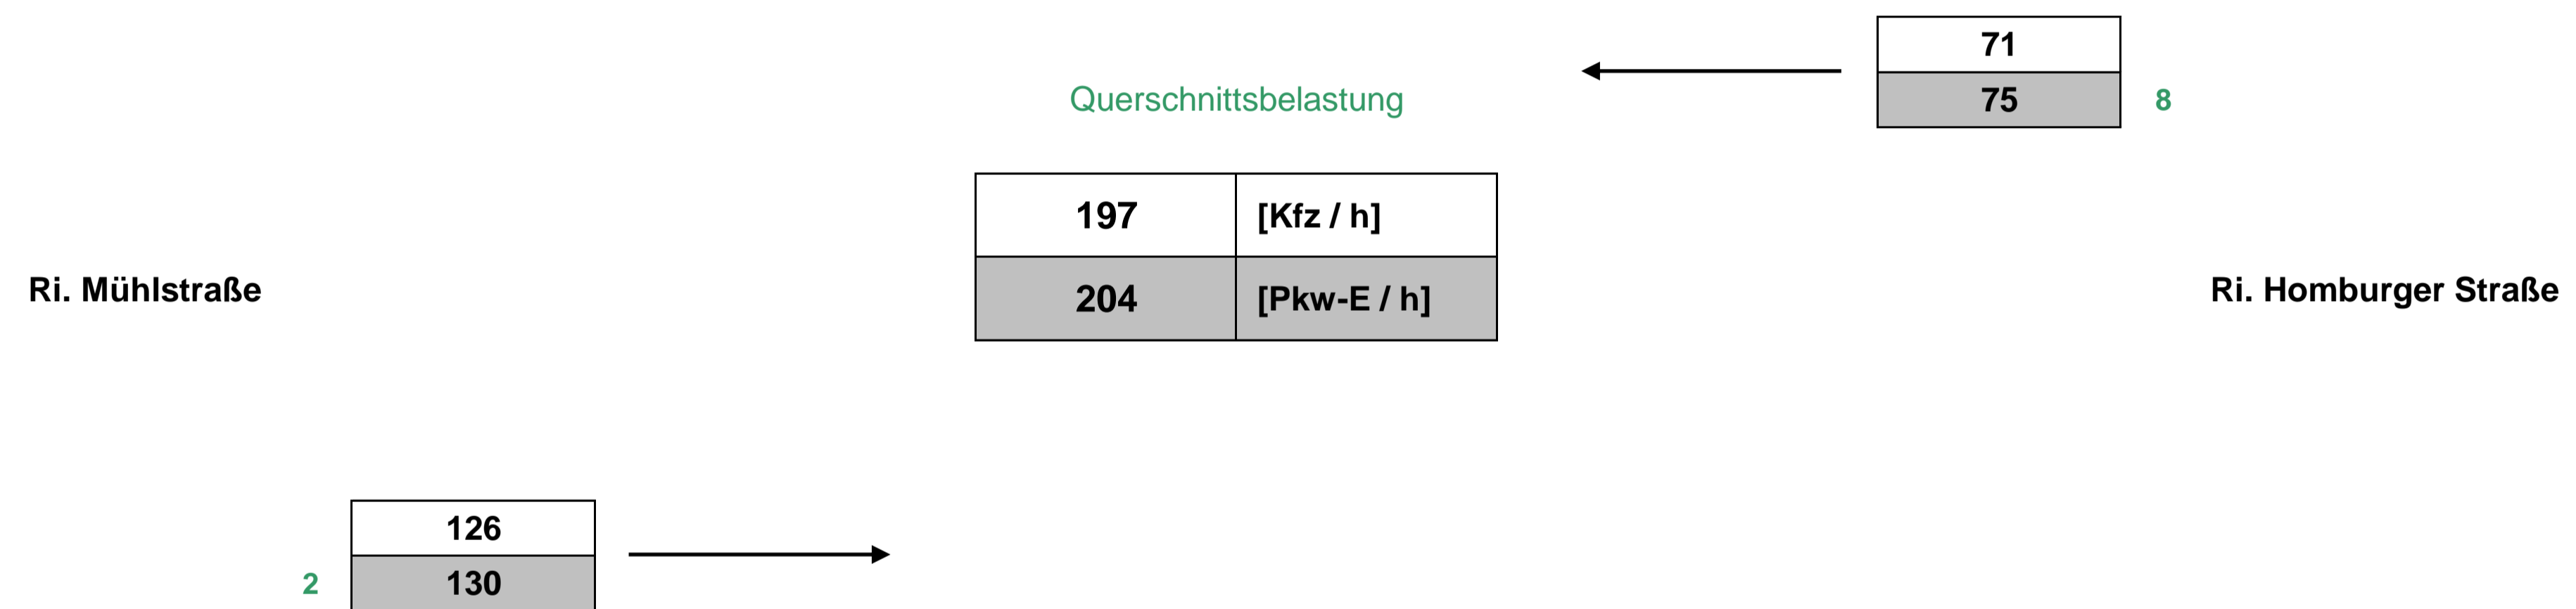 71
Querschnittsbelastung
75 8
197 [Kfz / h]
Ri. Mühlstraße
204 [Pkw-E / h]
Ri. Homburger Straße
126
2 130